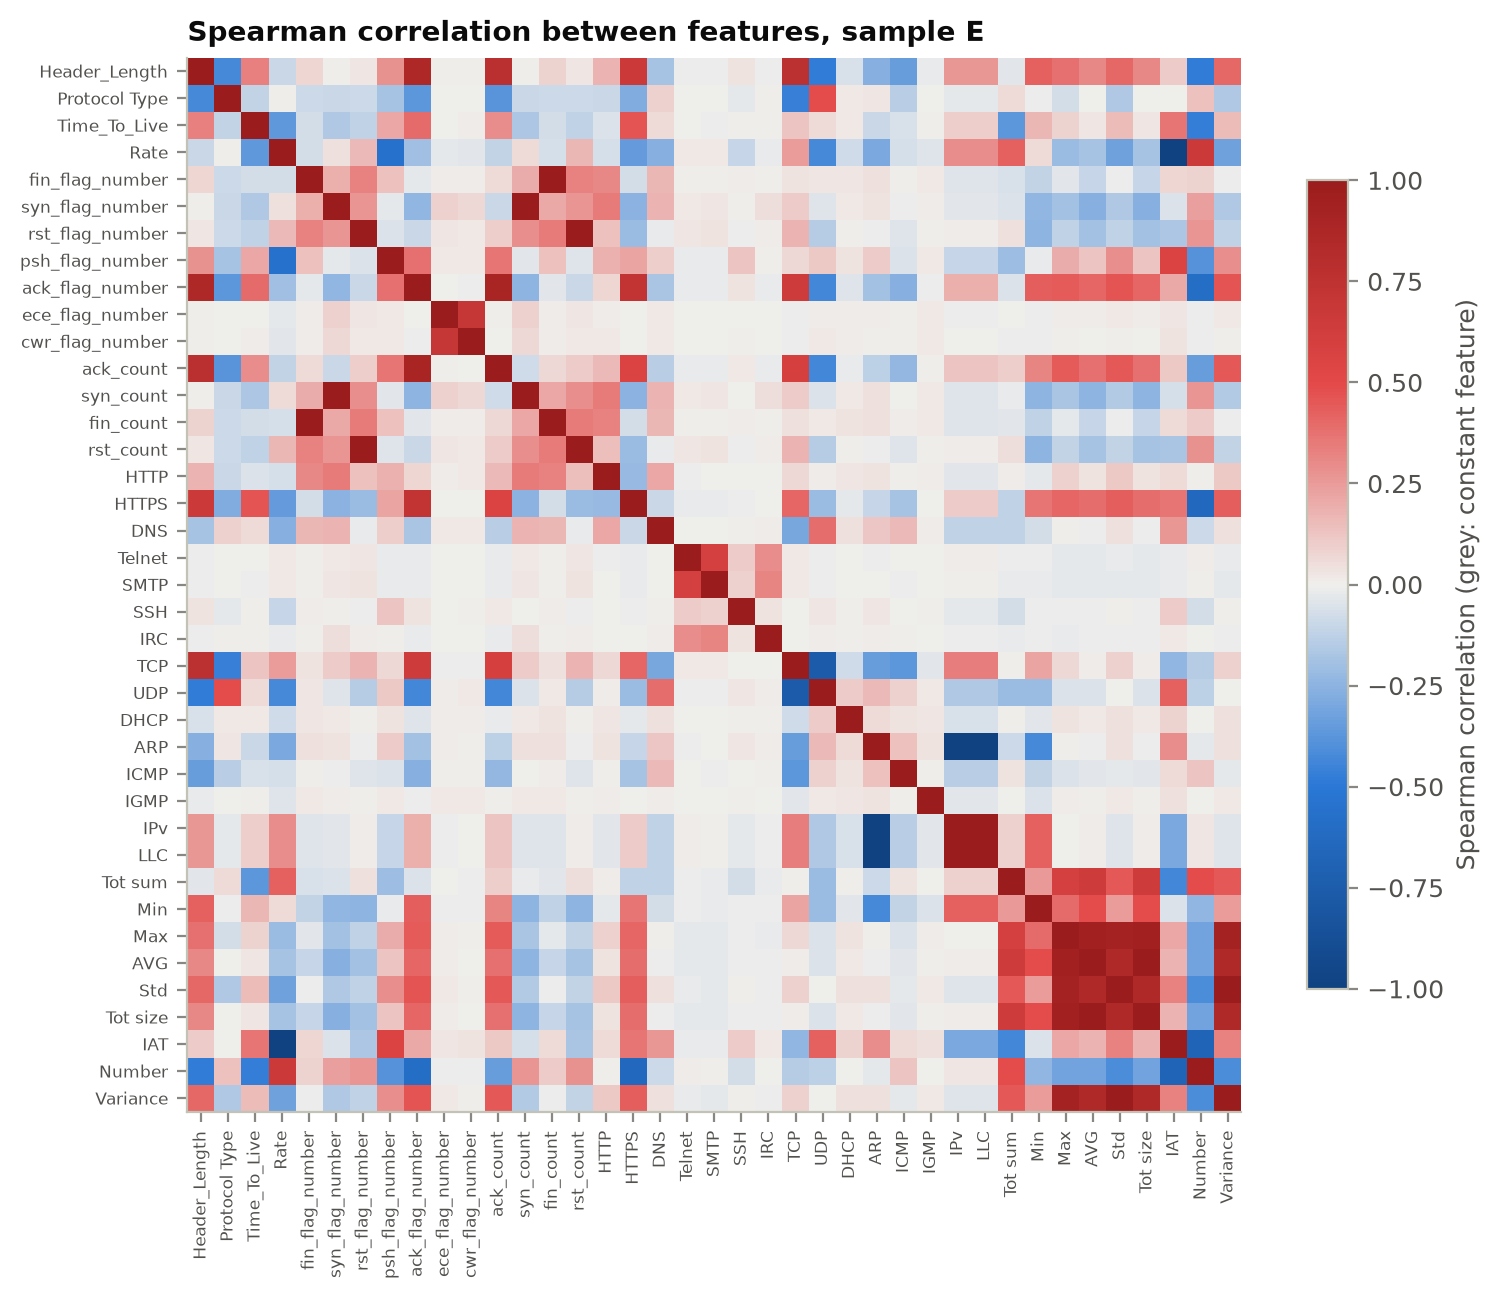 Spearman correlation between features, sample E
Header_Length
Protocol Type
Time_To_Live
Rate
fin_flag_number
syn_flag_number
rst_flag_number
psh_flag_number
ack_flag_number
ece_flag_number
cwr_flag_number
ack_count
syn_count
fin_count
rst_count
HTTP
HTTPS
DNS
Telnet
SMTP
SSH
IRC
TCP
UDP
DHCP
ARP
ICMP
IGMP
IPv
LLC
Tot sum
Min
Max
AVG
Std
Tot size
IAT
Number
Variance
Header_Length
Protocol Type
Time_To_Live
Rate
fin_flag_number
syn_flag_number
rst_flag_number
psh_flag_number
ack_flag_number
ece_flag_number
cwr_flag_number
ack_count
syn_count
fin_count
rst_count
HTTP
HTTPS
DNS
Telnet
SMTP
SSH
IRC
TCP
UDP
DHCP
ARP
ICMP
IGMP
IPv
LLC
Tot sum
Min
Max
AVG
Std
Tot size
IAT
Number
Variance
1.00
0.75
0.50
0.25
0.00
−0.25
−0.50
−0.75
−1.00
Spearman correlation (grey: constant feature)